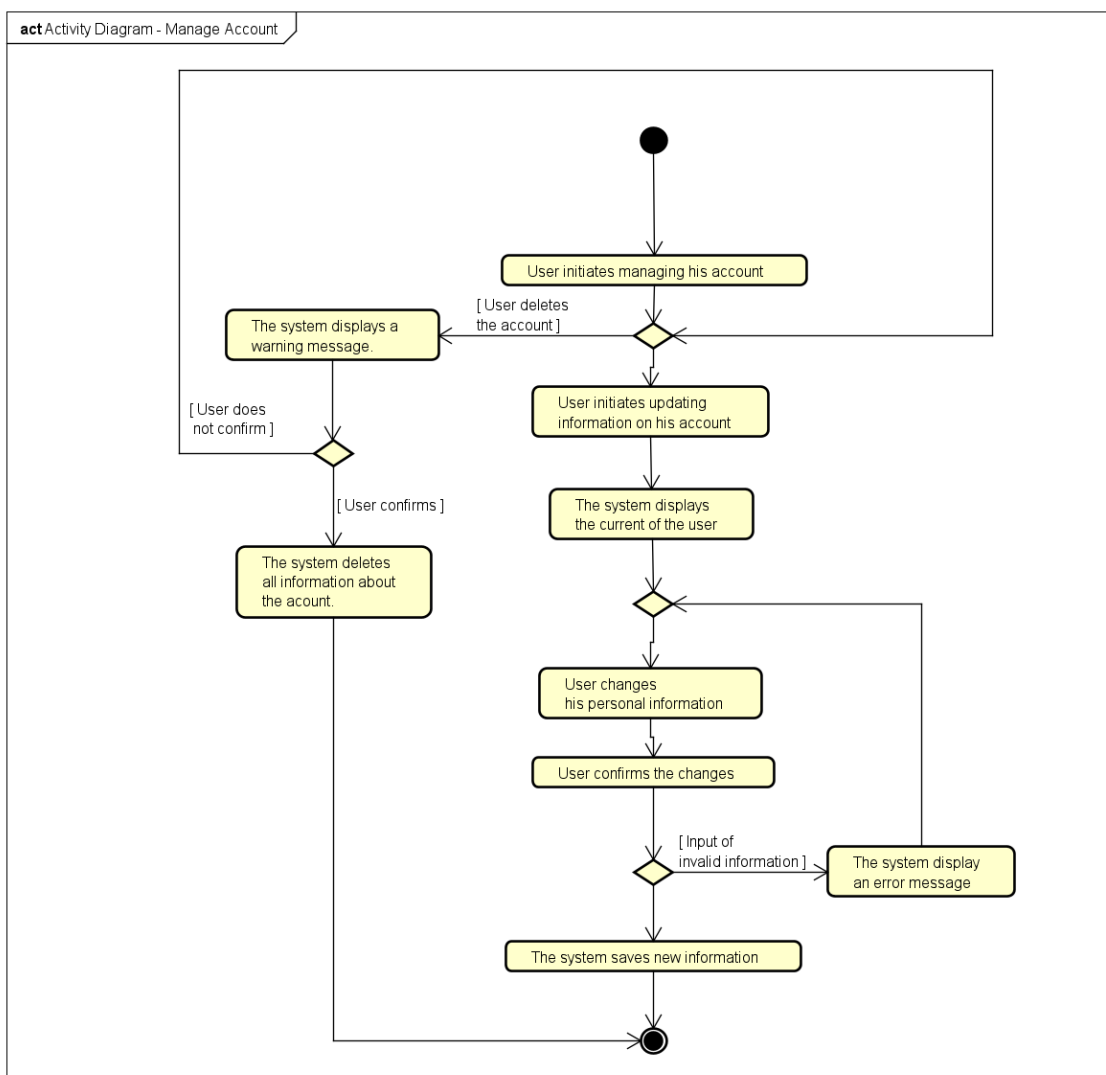 act Activity Diagram - Manage Account
User initiates managing his account
[ User deletes
the account ]
The system displays a
warning message.
User initiates updating
information on his account
[ User does
not confirm ]
[ User confirms ]
The system displays
the current of the user
The system deletes
all information about
the acount.
User changes
his personal information
User confirms the changes
[ Input of
invalid information ]
The system display
an error message
The system saves new information